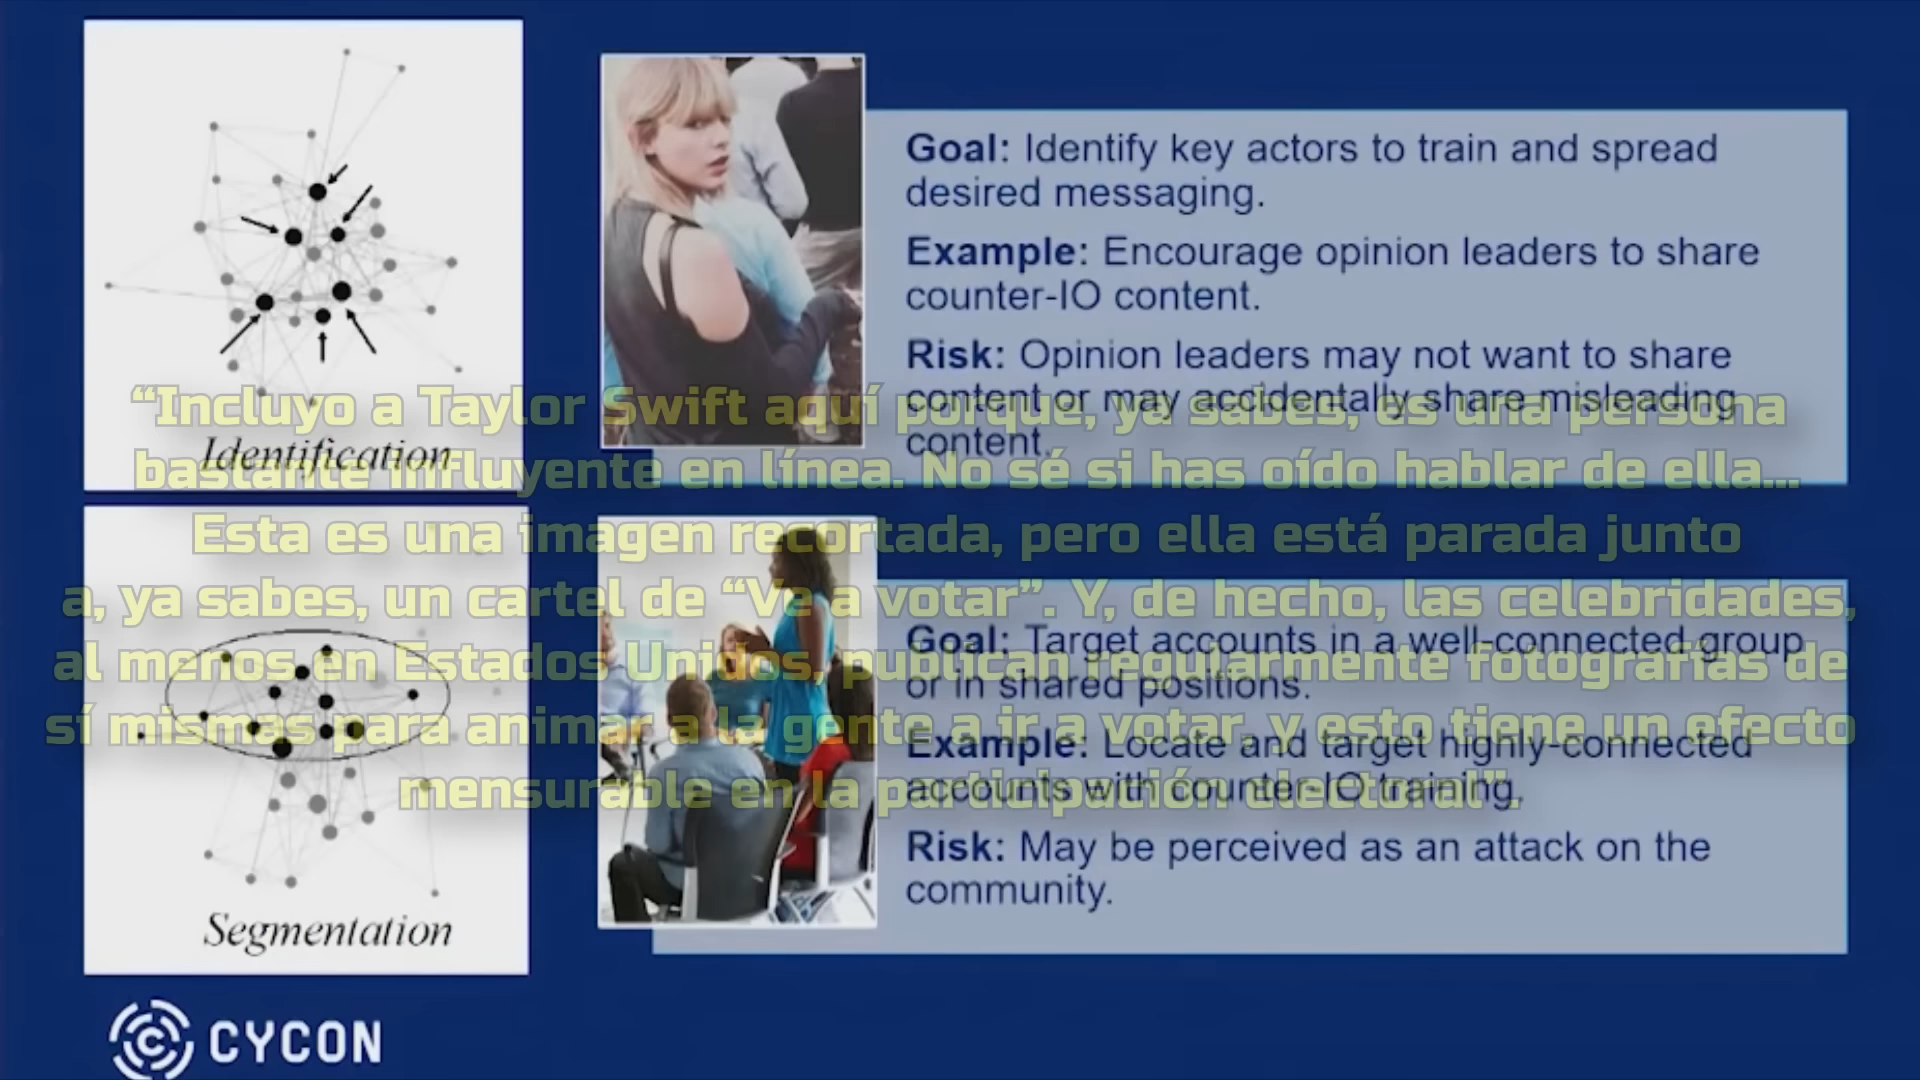 Identification
Goal: Identify key actors to train and spread
desired messaging.
Example: Encourage opinion leaders to share
counter-IO content.
Risk: Opinion leaders may not want to share
content or may accidentally share misleading
content.
“Incluyo a Taylor Swift aquí porque, ya sabes, es una persona
bastante influyente en línea. No sé si has oído hablar de ella...
Esta es una imagen recortada, pero ella está parada junto
a, ya sabes, un cartel de “Ve a votar”. Y, de hecho, las celebridades,
al menos en Estados Unidos, publican regularmente fotografías de
sí mismas para animar a la gente a ir a votar, y esto tiene un efecto
mensurable en la participación electoral”.
Segmentation
Goal: Target accounts in a well-connected group
or in shared positions.
Example: Locate and target highly-connected
accounts with counter-IO training.
Risk: May be perceived as an attack on the
community.
CYCON